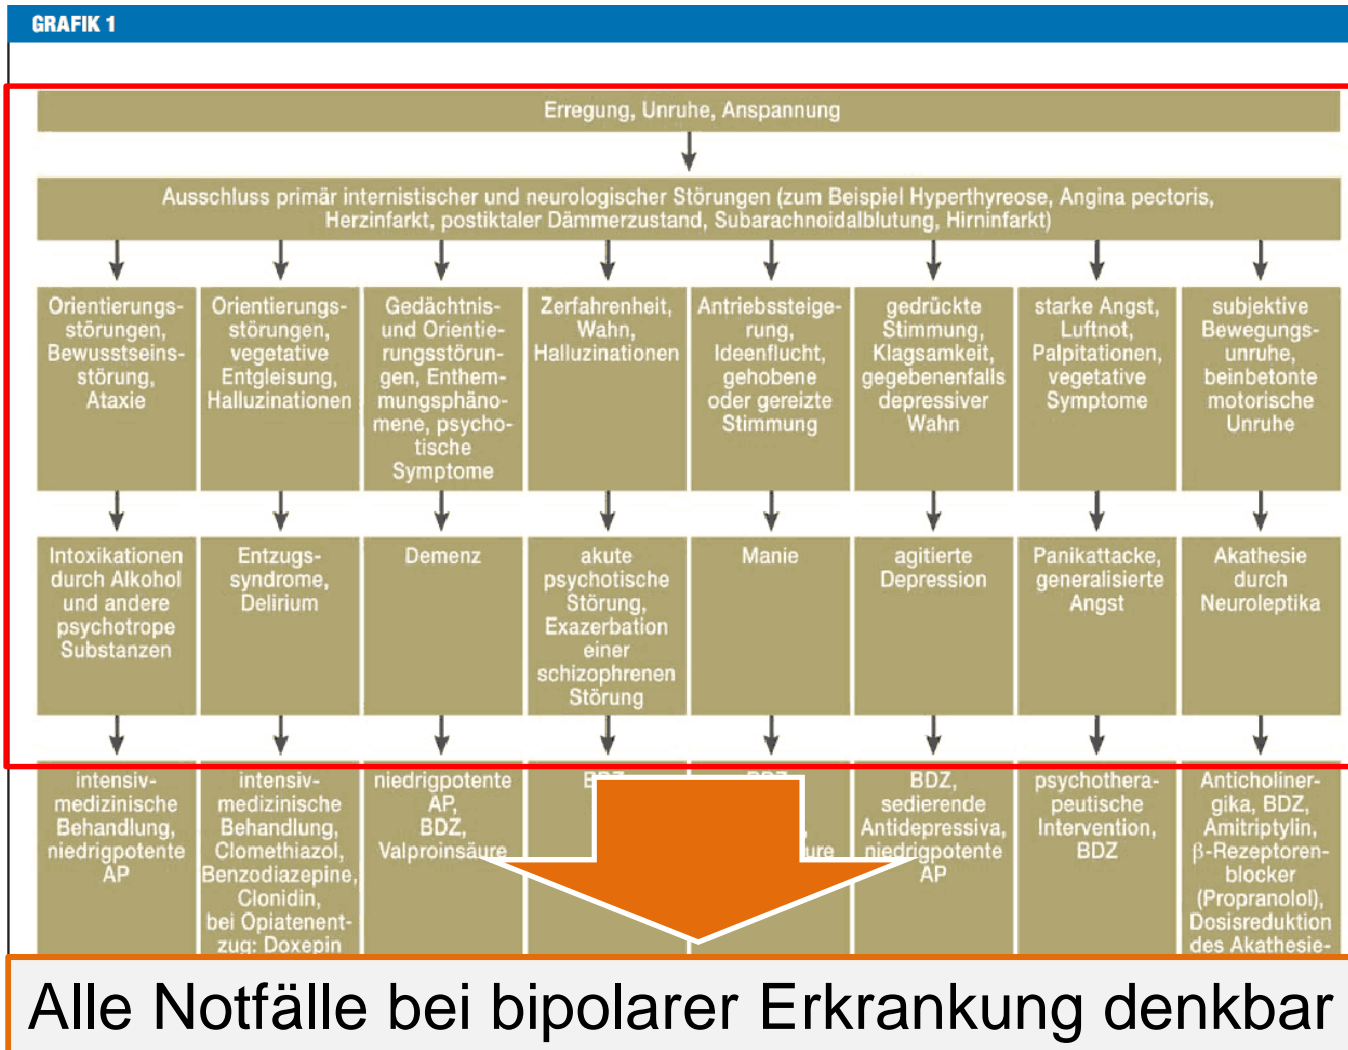 GRAFIK 1
Erregung, Unruhe, Anspannung
Ausschluss primär internistischer und neurologischer Störungen (zum Beispiel Hyperthyreose, Angina pectoris,
Herzinfarkt, postiktaler Dämmerzustand, Subarachnoidalblutung, Hirninfarkt)
Orientierungs-
störungen,
Bewusstseins-
störung,
Ataxie
Orientierungs-
störungen,
vegetative
Entgleisung,
Halluzinationen
Gedächtnis-
und Orientie-
rungsstörun-
gen, Enthem-
mungsphäno-
mene, psycho-
tische
Symptome
Zerfahrenheit,
Wahn,
Halluzinationen
Antriebssteige-
rung,
Ideenflucht,
gehobene
oder gereizte
Stimmung
gedrückte
Stimmung,
Klagsamkeit,
gegebenenfalls
depressiver
Wahn
starke Angst,
Luftnot,
Palpitationen,
vegetative
Symptome
subjektive
Bewegungs-
unruhe,
beinbetonte
motorische
Unruhe
Intoxikationen
durch Alkohol
und andere
psychotrope
Substanzen
Entzugs-
syndrome,
Delirium
Demenz
akute
psychotische
Störung,
Exazerbation
einer
schizophrenen
Störung
Manie
agitierte
Depression
Panikattacke,
generalisierte
Angst
Akathesie
durch
Neuroleptika
intensiv-
medizinische
Behandlung,
niedrigpotente
AP
intensiv-
medizinische
Behandlung,
Clomethiazol,
Benzodiazepine,
Clonidin,
bei Opiatenent-
zug: Doxepin
niedrigpotente
AP,
BDZ,
Valproinsäure
BDZ,
sedierende
Antidepressiva,
niedrigpotente
AP
psychothera-
peutische
Intervention,
BDZ
Anticholiner-
gika, BDZ,
Amitriptylin,
β-Rezeptoren-
blocker
(Propranolol),
Dosisreduktion
des Akathesie-
Alle Notfälle bei bipolarer Erkrankung denkbar